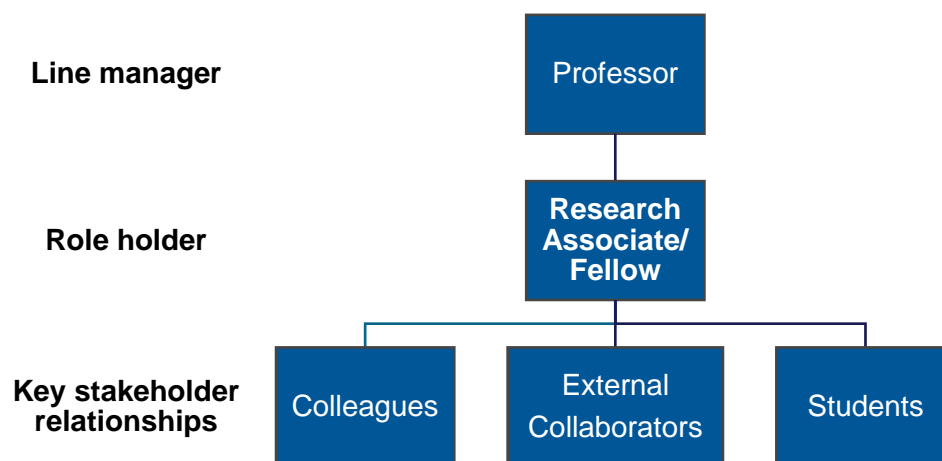 Line manager
Professor
Role holder
Research
Associate/
Fellow
Key stakeholder
relationships
Colleagues
External
Collaborators
Students